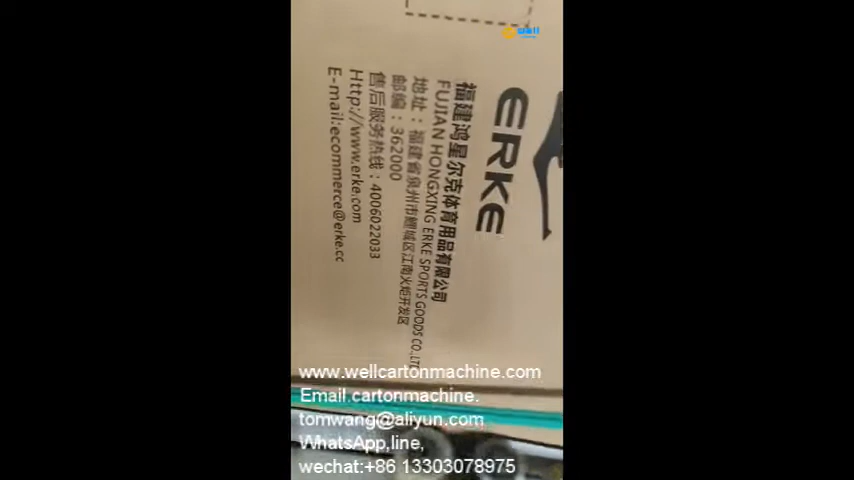 well
ERKE
福建鸿星尔克体育用品有限公司
FUJIAN HONGXING ERKE SPORTS GOODS CO.,LTD
地址：福建省泉州市鲤城区江南火炬开发区
邮编：362000
售后服务热线：4006022033
Http://www.erke.com
E-mail:ecommerce@erke.cc
www.wellcartonmachine.com
Email.cartonmachine.
tomwang@aliyun.com
WhatsApp,line,
wechat:+86 13303078975